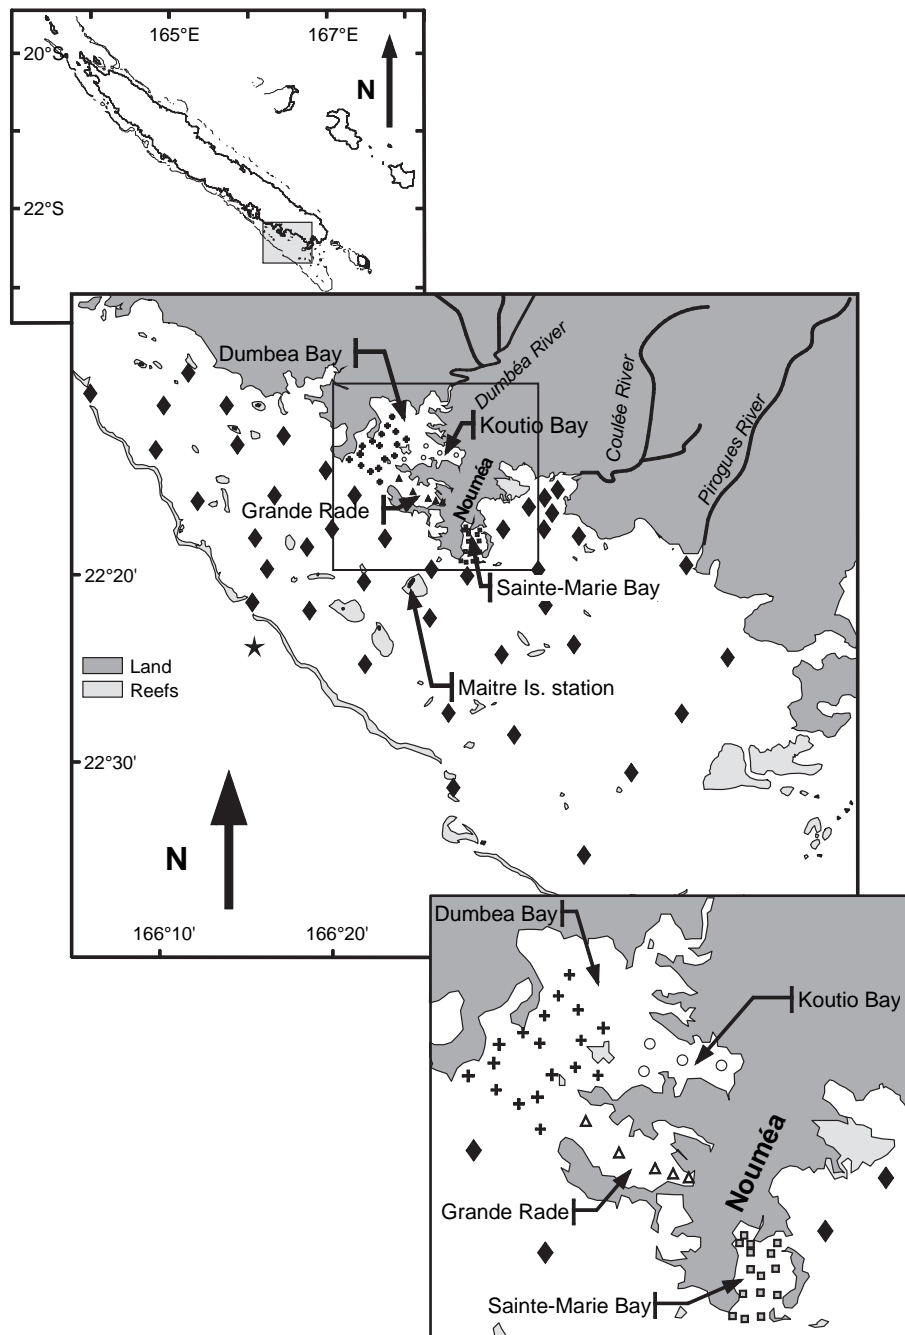 165°E
167°E
20°S
N
22°S
Dumbea Bay
Dumbéa River
Koutio Bay
Coulée River
Pirogues River
Nouméa
Grande Rade
22°20'
Sainte-Marie Bay
Land
Reefs
Maitre Is. station
22°30'
N
166°10'
166°20'
Dumbea Bay
Koutio Bay
Nouméa
Grande Rade
Sainte-Marie Bay